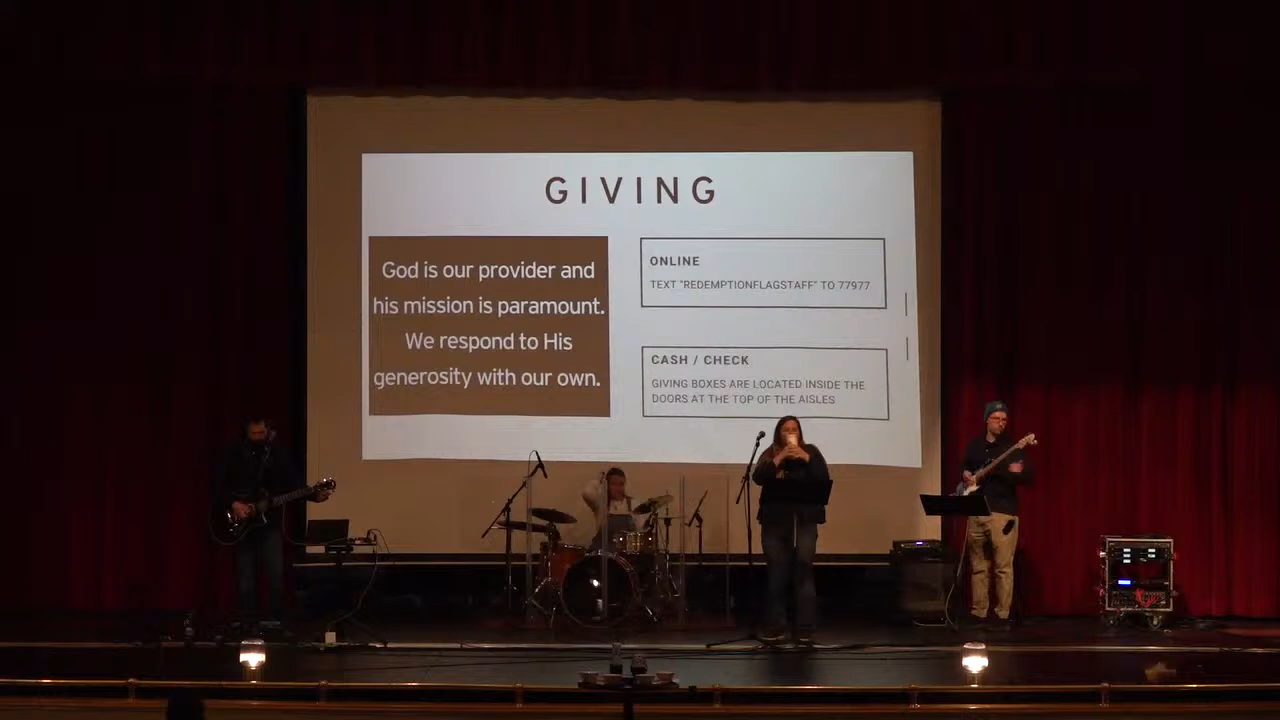 GIVING
God is our provider and
his mission is paramount.
We respond to His
generosity with our own.
ONLINE
TEXT "REDEMPTIONFLAGSTAFF" TO 77977
CASH / CHECK
GIVING BOXES ARE LOCATED INSIDE THE
DOORS AT THE TOP OF THE AISLES